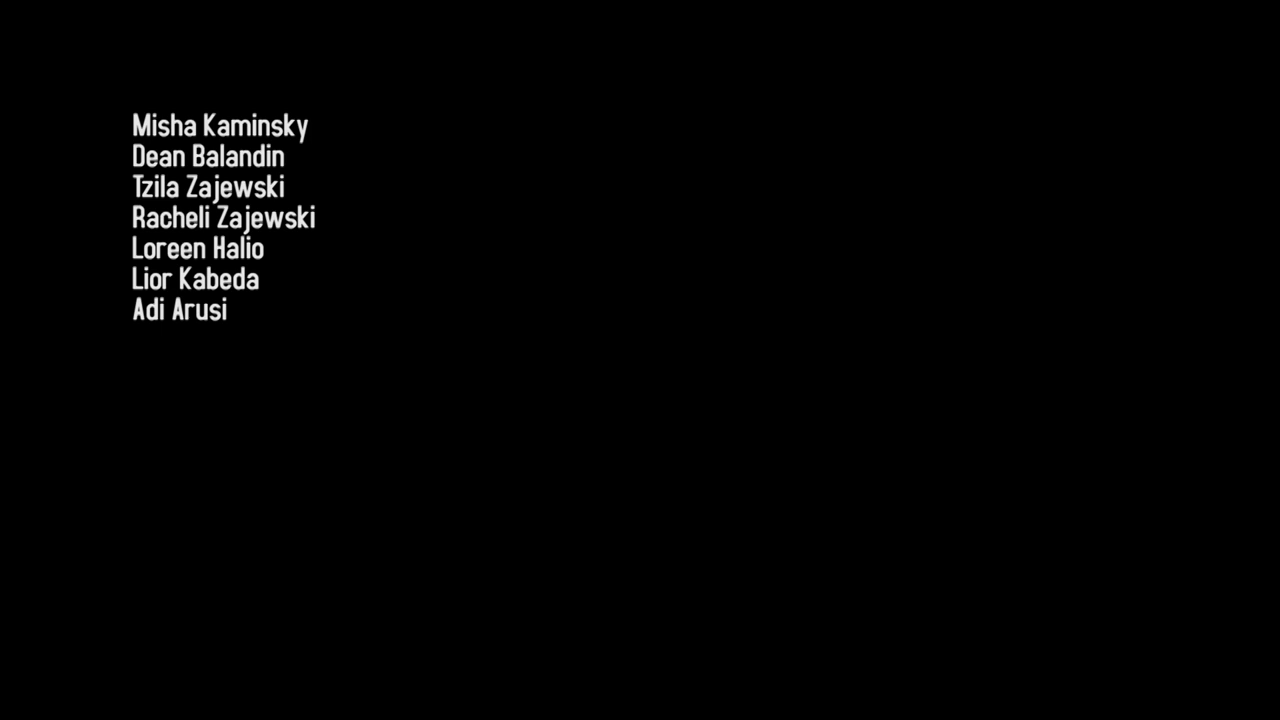 Misha Kaminsky
Dean Balandin
Tzila Zajewski
Racheli Zajewski
Loreen Halio
Lior Kabeda
Adi Arusi